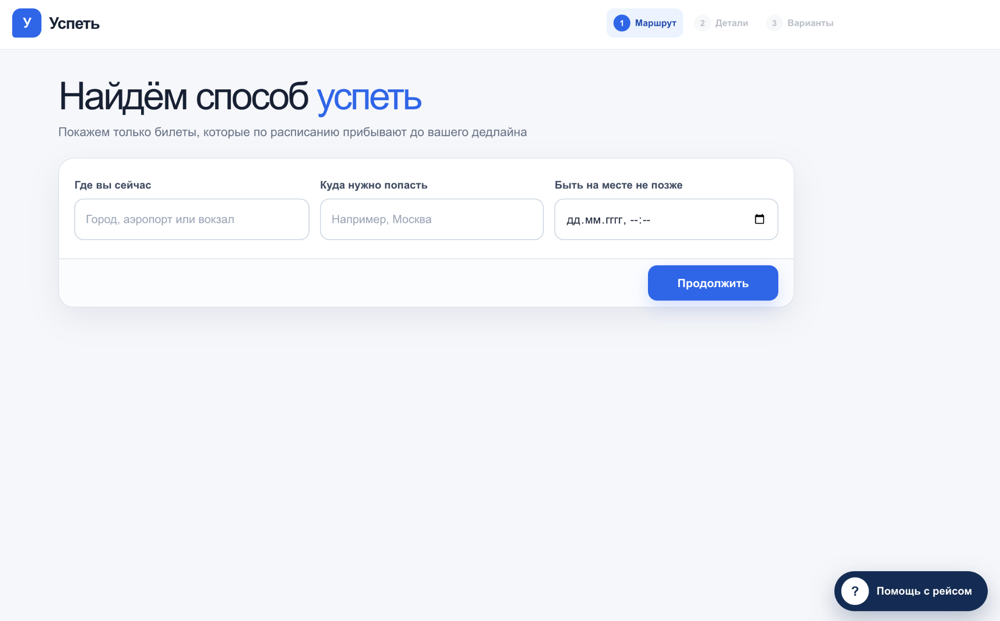 У Успеть
1 Маршрут 2 Детали 3 Варианты
Найдём способ успеть
Покажем только билеты, которые по расписанию прибывают до вашего дедлайна
Где вы сейчас
Город, аэропорт или вокзал
Куда нужно попасть
Например, Москва
Быть на месте не позже
дд.мм.гггг, --:--
Продолжить
? Помощь с рейсом